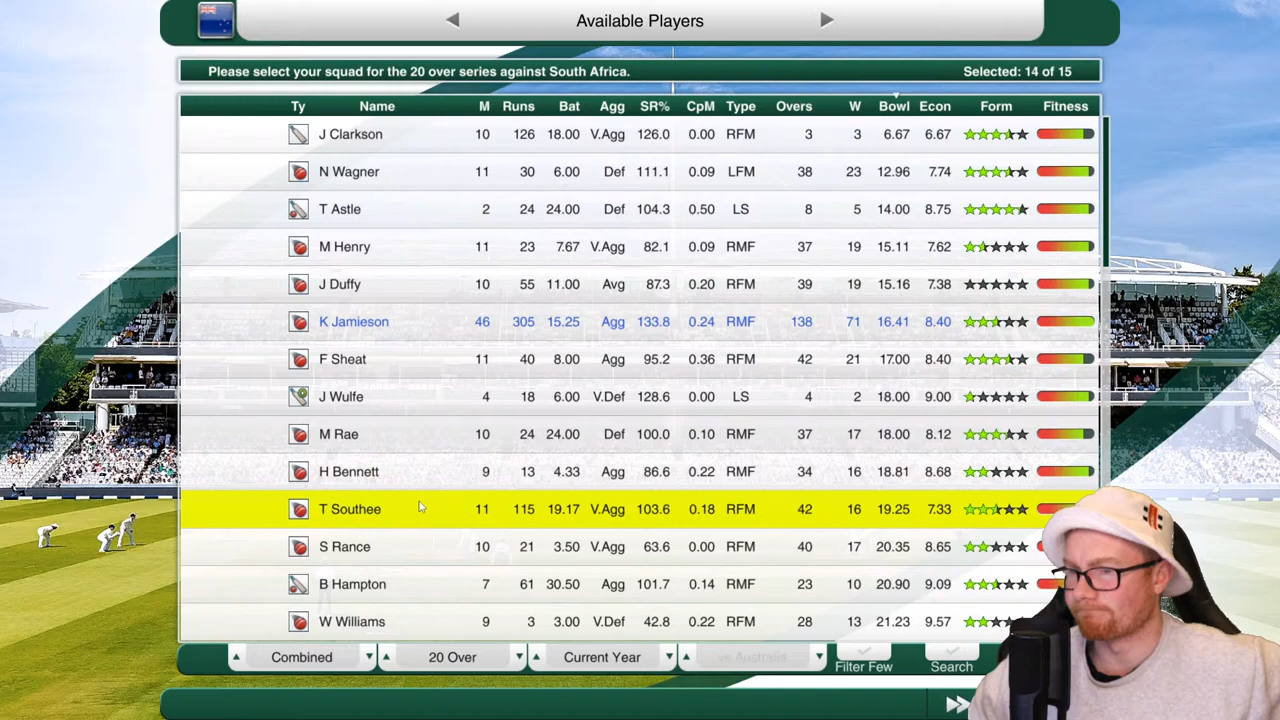 Available Players
Please select your squad for the 20 over series against South Africa. Selected: 14 of 15
Ty Name M Runs Bat Agg SR% CpM Type Overs W Bowl Econ Form Fitness
J Clarkson 10 126 18.00 V.Agg 126.0 0.00 RFM 3 3 6.67 6.67
N Wagner 11 30 6.00 Def 111.1 0.09 LFM 38 23 12.96 7.74
T Astle 2 24 24.00 Def 104.3 0.50 LS 8 5 14.00 8.75
M Henry 11 23 7.67 V.Agg 82.1 0.09 RMF 37 19 15.11 7.62
J Duffy 10 55 11.00 Avg 87.3 0.20 RMF 39 19 15.16 7.38
K Jamieson 46 305 15.25 Agg 133.8 0.24 RMF 138 71 16.41 8.40
F Sheat 11 40 8.00 Agg 95.2 0.36 RFM 42 21 17.00 8.40
J Wulfe 4 18 6.00 V.Def 128.6 0.00 LS 4 2 18.00 9.00
M Rae 10 24 24.00 Def 100.0 0.10 RMF 37 17 18.00 8.12
H Bennett 9 13 4.33 Agg 86.6 0.22 RMF 34 16 18.81 8.68
T Southee 11 115 19.17 V.Agg 103.6 0.18 RFM 42 16 19.25 7.33
S Rance 10 21 3.50 V.Agg 63.6 0.00 RFM 40 17 20.35 8.65
B Hampton 7 61 30.50 Agg 101.7 0.14 RMF 23 10 20.90 9.09
W Williams 9 3 3.00 V.Def 42.8 0.22 RMF 28 13 21.23 9.57
Combined 20 Over Current Year vs Australia Filter Few Search